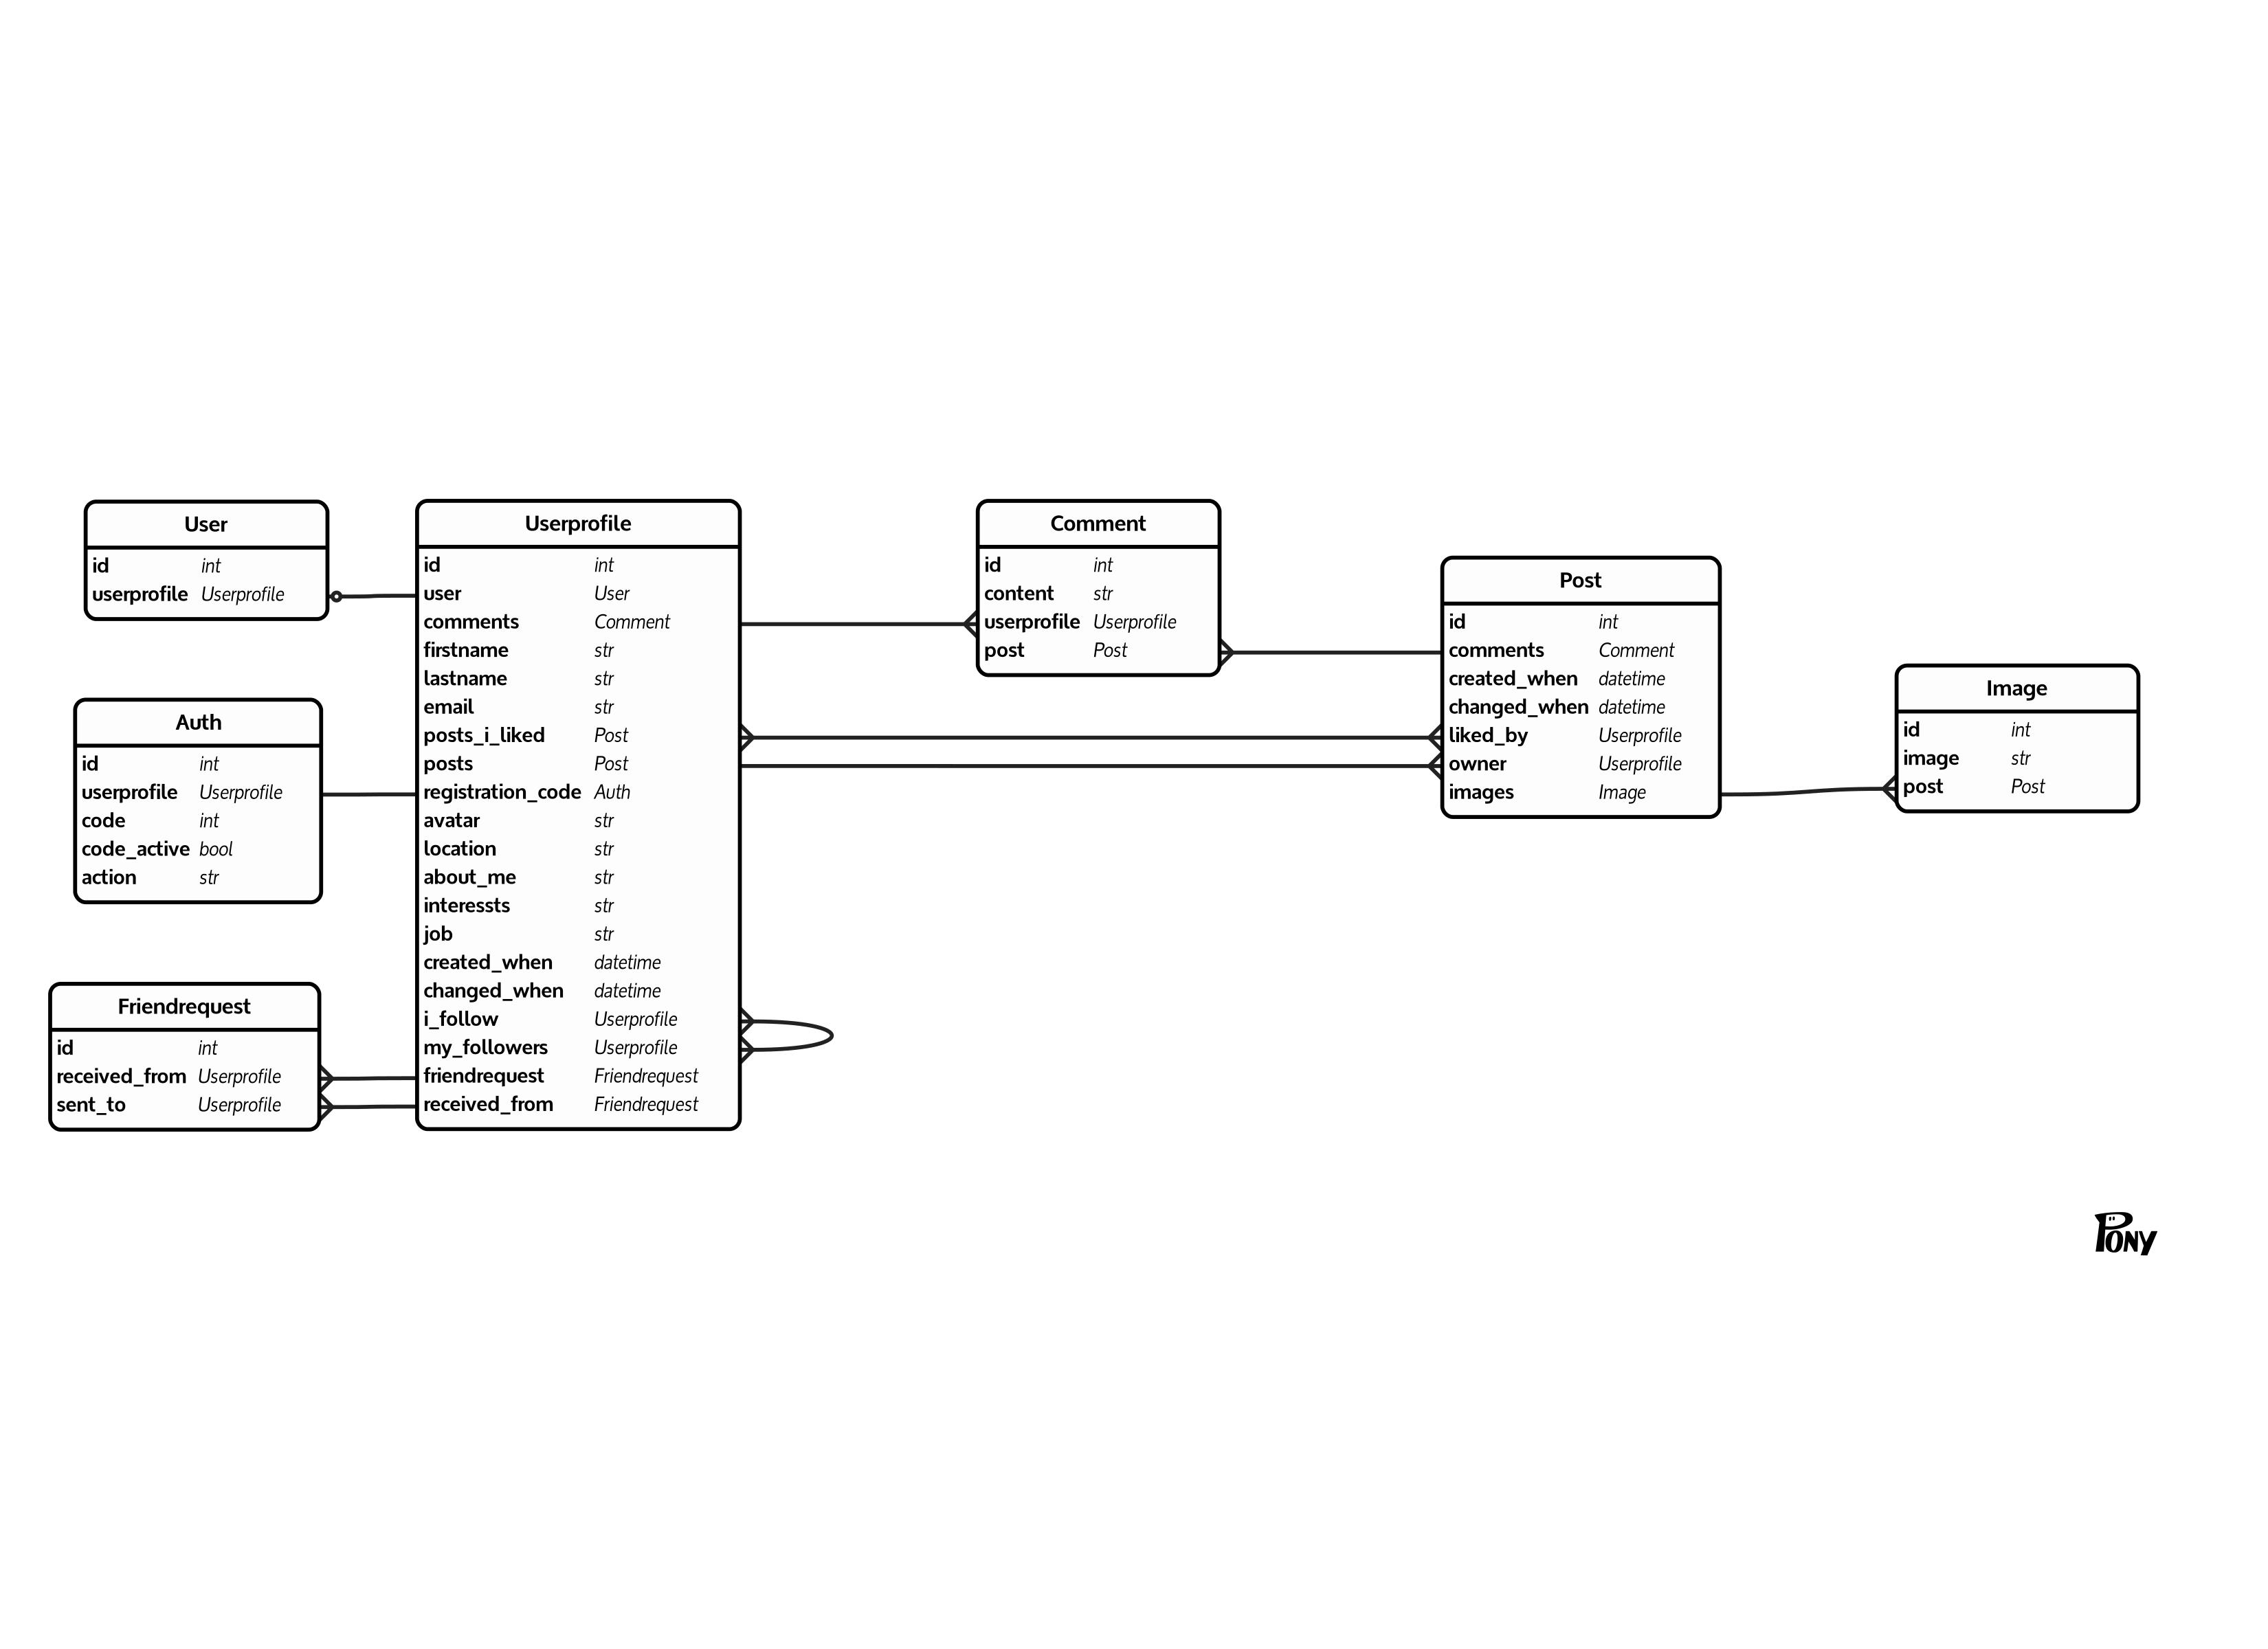 User
id int
userprofile Userprofile
Auth
id int
userprofile Userprofile
code int
code_active bool
action str
Friendrequest
id int
received_from Userprofile
sent_to Userprofile
Userprofile
id int
user User
comments Comment
firstname str
lastname str
email str
posts_i_liked Post
posts Post
registration_code Auth
avatar str
location str
about_me str
interessts str
job str
created_when datetime
changed_when datetime
i_follow Userprofile
my_followers Userprofile
friendrequest Friendrequest
received_from Friendrequest
Comment
id int
content str
userprofile Userprofile
post Post
Post
id int
comments Comment
created_when datetime
changed_when datetime
liked_by Userprofile
owner Userprofile
images Image
Image
id int
image str
post Post
PONY